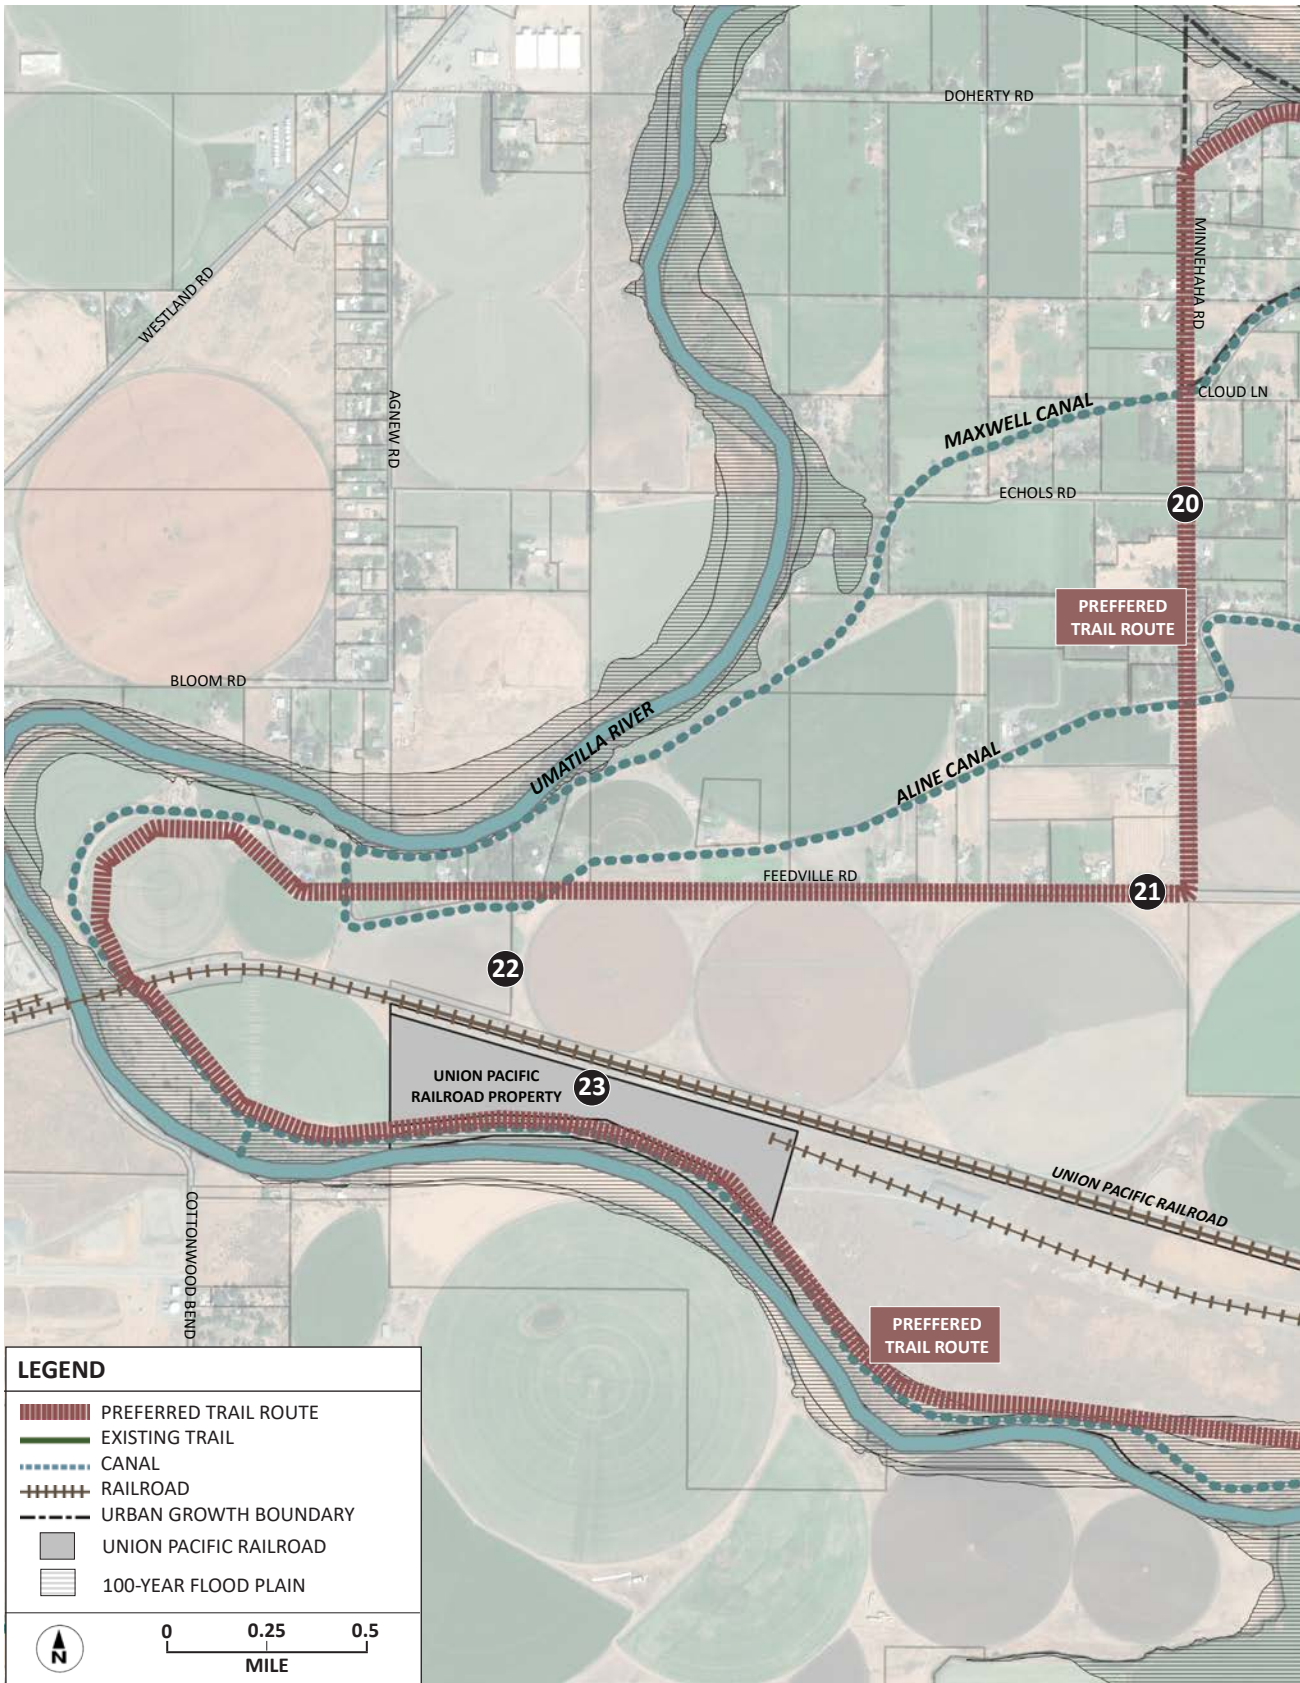 DOHERTY RD
MINNEHAHA RD
WESTLAND RD
AGNEW RD
MAXWELL CANAL
CLOUD LN
ECHOLS RD
20
PREFFERED
TRAIL ROUTE
BLOOM RD
UMATILLA RIVER
ALINE CANAL
FEEDVILLE RD
21
22
UNION PACIFIC
RAILROAD PROPERTY
23
UNION PACIFIC RAILROAD
COTTONWOOD BEND
PREFFERED
TRAIL ROUTE
LEGEND
PREFERRED TRAIL ROUTE
EXISTING TRAIL
CANAL
RAILROAD
URBAN GROWTH BOUNDARY
UNION PACIFIC RAILROAD
100-YEAR FLOOD PLAIN
N
0 0.25 0.5
MILE